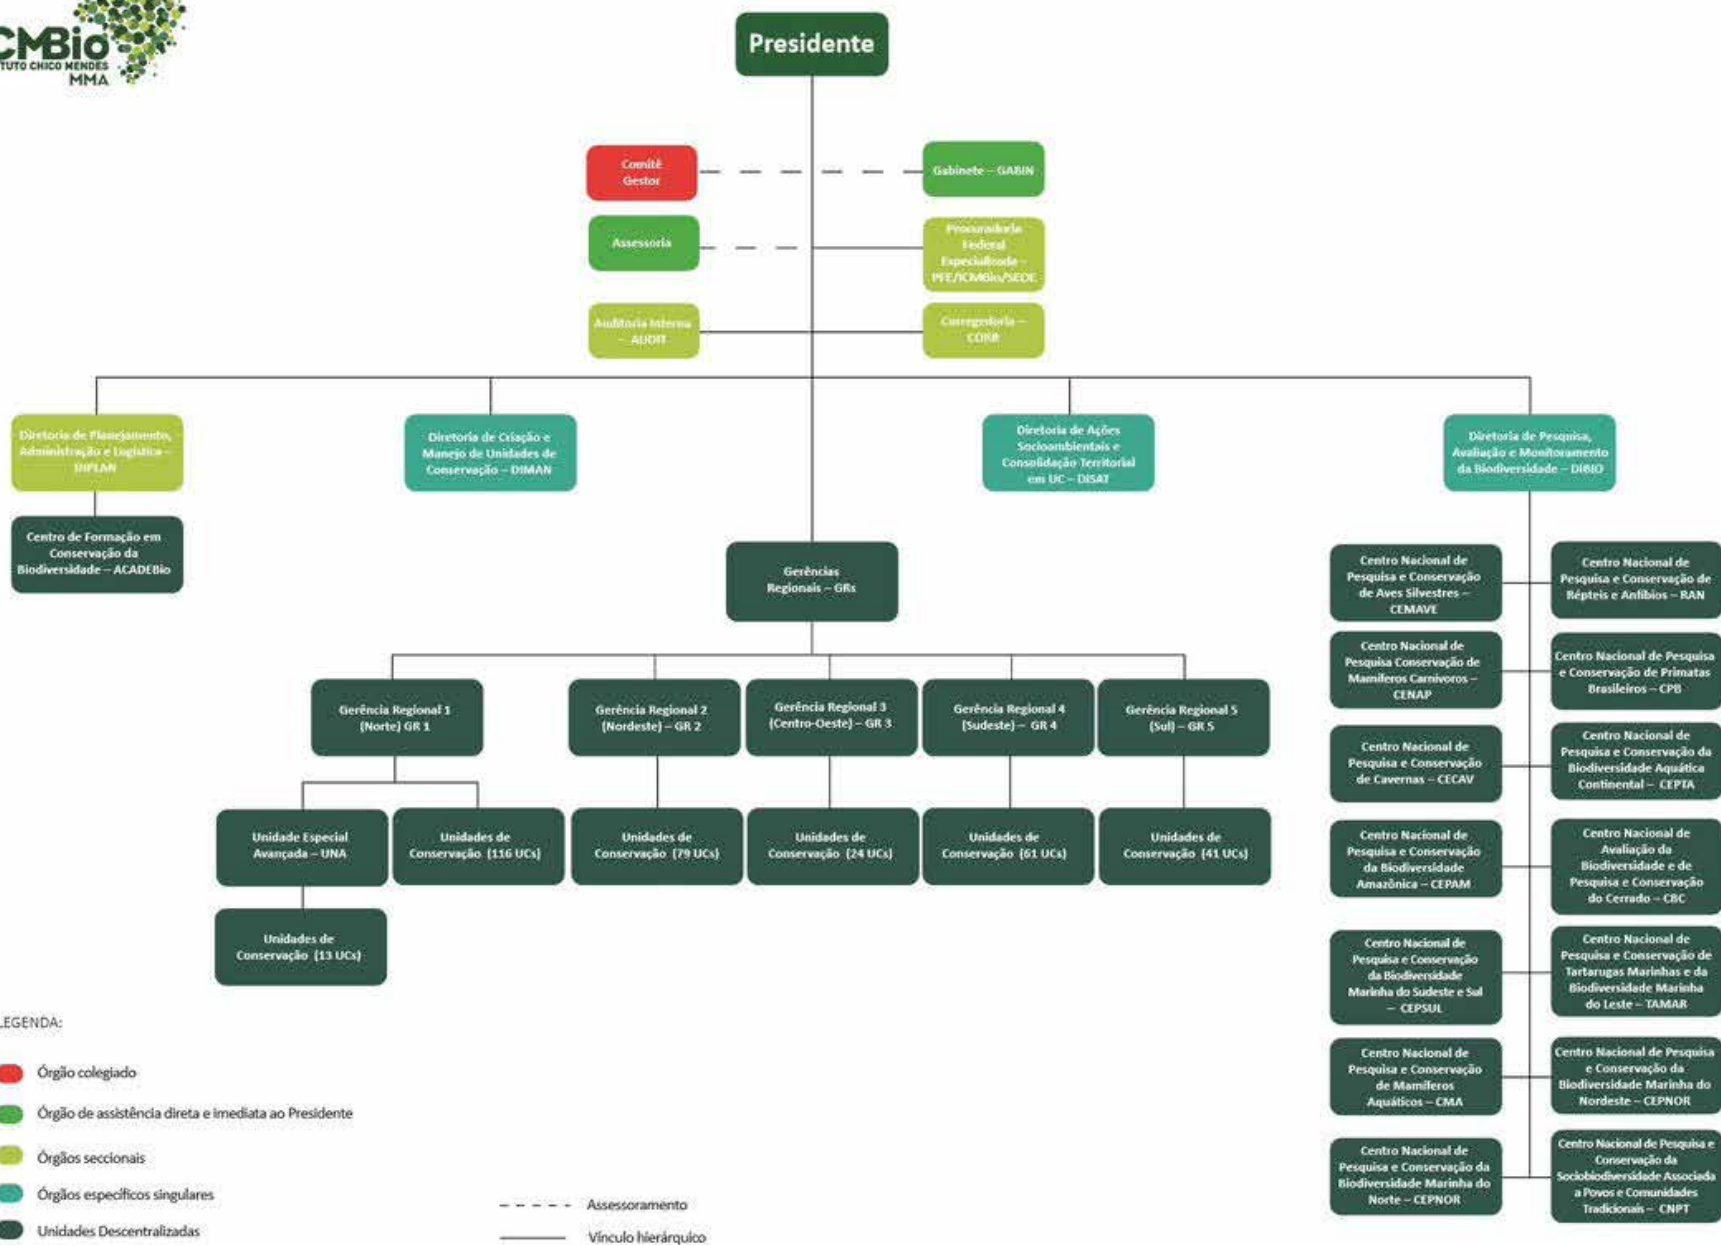 CMBio
TUTO CHICO MENDES
MMA
Presidente
Comitê
Gestor
Gabinete – GABIN
Assessoria
Procuradoria
Federal
Especializada –
PFE/ICMBio/SEDE
Auditoria Interna
– AUDIT
Corregedoria –
CORR
Diretoria de Planejamento,
Administração e Logística –
DIPLAN
Diretoria de Criação e
Manejo de Unidades de
Conservação – DIMAN
Diretoria de Ações
Socioambientais e
Consolidação Territorial
em UC – DISAT
Diretoria de Pesquisa,
Avaliação e Monitoramento
da Biodiversidade – DIBIO
Centro de Formação em
Conservação da
Biodiversidade – ACADEBio
Gerências
Regionais – GRs
Gerência Regional 1
(Norte) GR 1
Gerência Regional 2
(Nordeste) – GR 2
Gerência Regional 3
(Centro-Oeste) – GR 3
Gerência Regional 4
(Sudeste) – GR 4
Gerência Regional 5
(Sul) – GR 5
Unidade Especial
Avançada – UNA
Unidades de
Conservação (116 UCs)
Unidades de
Conservação (79 UCs)
Unidades de
Conservação (24 UCs)
Unidades de
Conservação (61 UCs)
Unidades de
Conservação (41 UCs)
Unidades de
Conservação (13 UCs)
Centro Nacional de
Pesquisa e Conservação
de Aves Silvestres –
CEMAVE
Centro Nacional de
Pesquisa e Conservação de
Répteis e Anfíbios – RAN
Centro Nacional de
Pesquisa Conservação de
Mamíferos Carnívoros –
CENAP
Centro Nacional de Pesquisa
e Conservação de Primatas
Brasileiros – CPB
Centro Nacional de
Pesquisa e Conservação
de Cavernas – CECAV
Centro Nacional de
Pesquisa e Conservação da
Biodiversidade Aquática
Continental – CEPTA
Centro Nacional de
Pesquisa e Conservação
da Biodiversidade
Amazônica – CEPAM
Centro Nacional de
Avaliação da
Biodiversidade e de
Pesquisa e Conservação
do Cerrado – CBC
Centro Nacional de
Pesquisa e Conservação
da Biodiversidade
Marinha do Sudeste e Sul
– CEPSUL
Centro Nacional de
Pesquisa e Conservação de
Tartarugas Marinhas e da
Biodiversidade Marinha
do Leste – TAMAR
Centro Nacional de
Pesquisa e Conservação
de Mamíferos
Aquáticos – CMA
Centro Nacional de Pesquisa
e Conservação da
Biodiversidade Marinha do
Nordeste – CEPNOR
Centro Nacional de
Pesquisa e Conservação da
Biodiversidade Marinha do
Norte – CEPNOR
Centro Nacional de Pesquisa e
Conservação da
Sociobiodiversidade Associada
a Povos e Comunidades
Tradicionais – CNPT
LEGENDA:
Órgão colegiado
Órgão de assistência direta e imediata ao Presidente
Órgãos seccionais
Órgãos específicos singulares
Unidades Descentralizadas
Assessoramento
Vínculo hierárquico